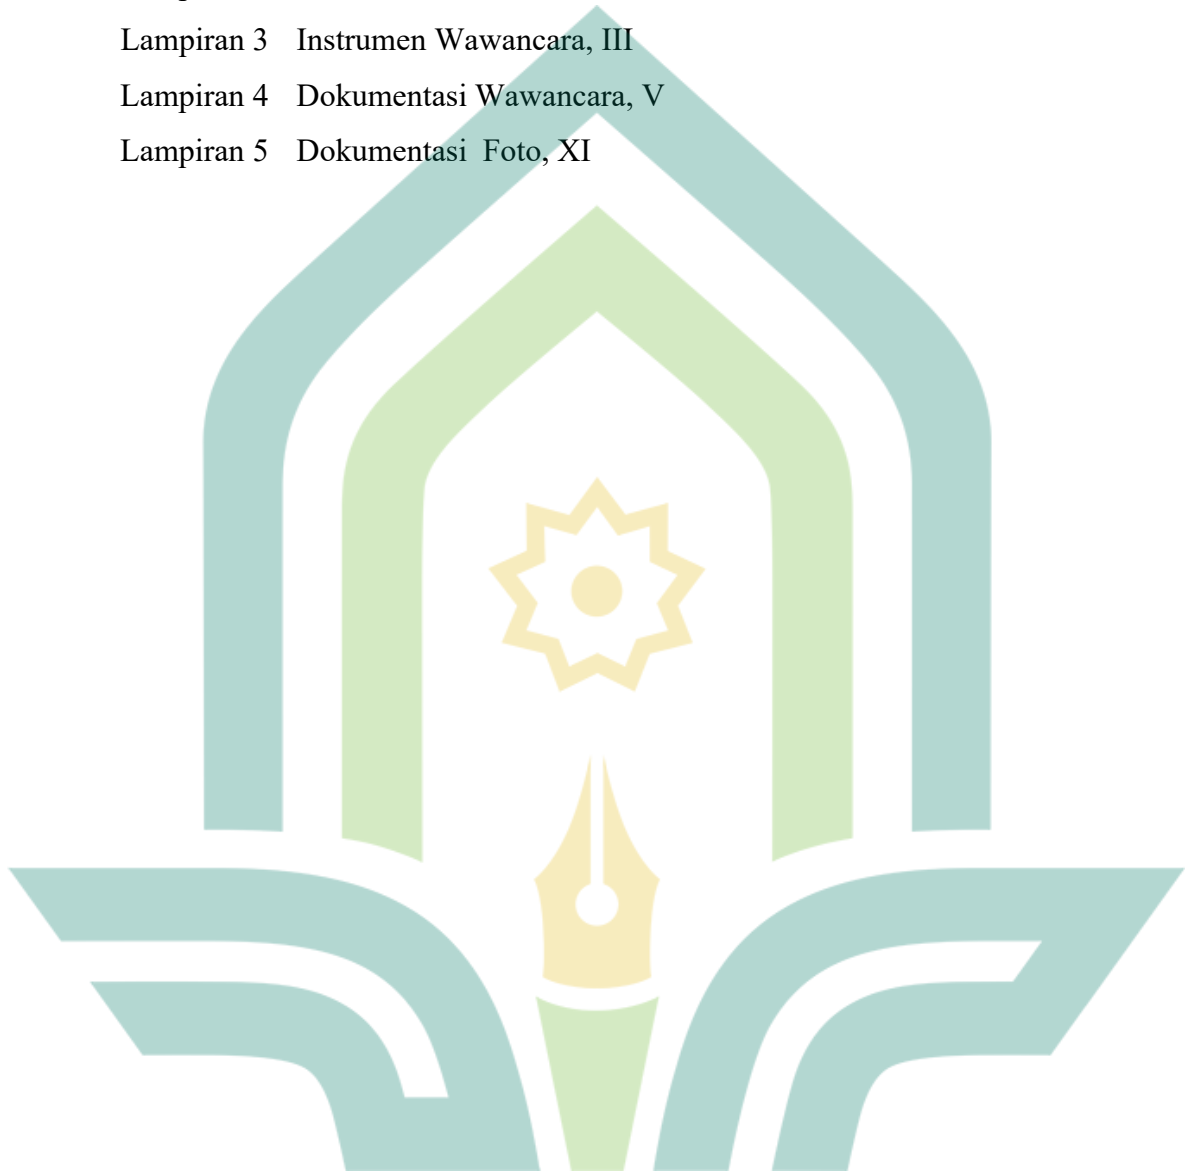 Lampiran 3 Instrumen Wawancara, III
Lampiran 4 Dokumentasi Wawancara, V
Lampiran 5 Dokumentasi Foto, XI